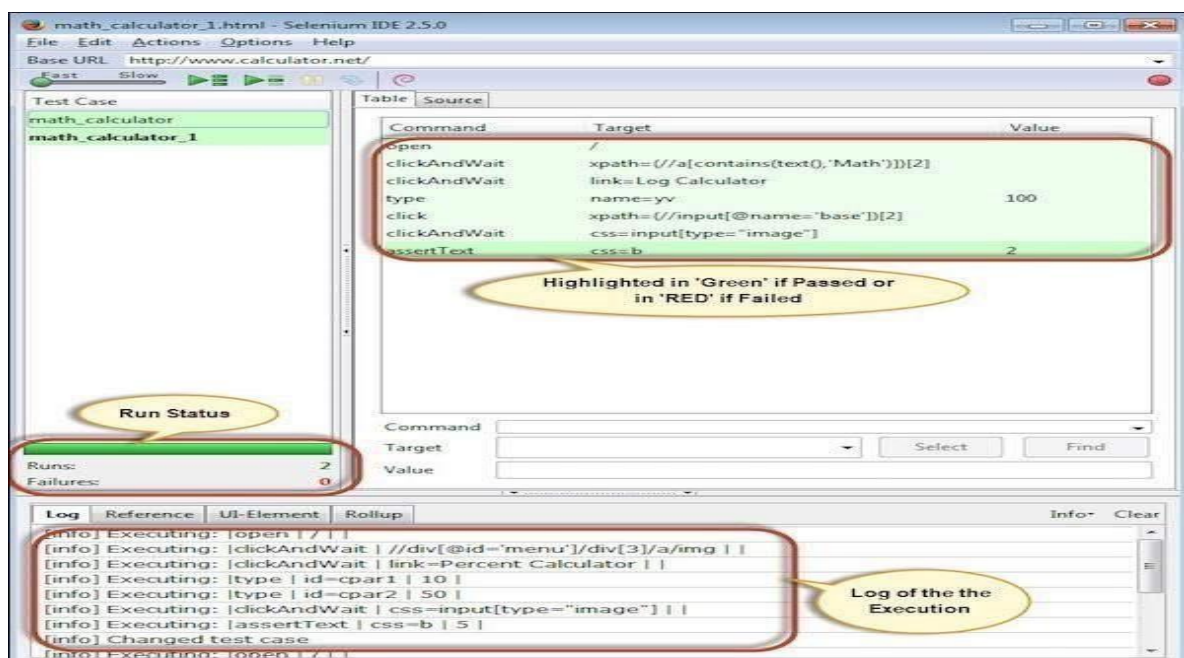 math_calculator_1.html - Selenium IDE 2.5.0
File Edit Actions Options Help
Base URL http://www.calculator.net/
Fast Slow
Test Case
math_calculator
math_calculator_1
Table Source
Command Target Value
open /
clickAndWait xpath=(//a[contains(text(),'Math')])[2]
clickAndWait link=Log Calculator
type name=yv 100
click xpath=(//input[@name='base'])[2]
clickAndWait css=input[type="image"]
assertText css=b 2
Highlighted in 'Green' if Passed or
in 'RED' if Failed
Run Status
Runs: 2
Failures: 0
Command
Target Select Find
Value
Log Reference UI-Element Rollup Info Clear
[info] Executing: |open | / | |
[info] Executing: |clickAndWait | //div[@id='menu']/div[3]/a/img | |
[info] Executing: |clickAndWait | link=Percent Calculator | |
[info] Executing: |type | id=cpar1 | 10 |
[info] Executing: |type | id=cpar2 | 50 |
[info] Executing: |clickAndWait | css=input[type="image"] | |
[info] Executing: |assertText | css=b | 5 |
[info] Changed test case
[info] Executing: |open | / | |
Log of the the
Execution